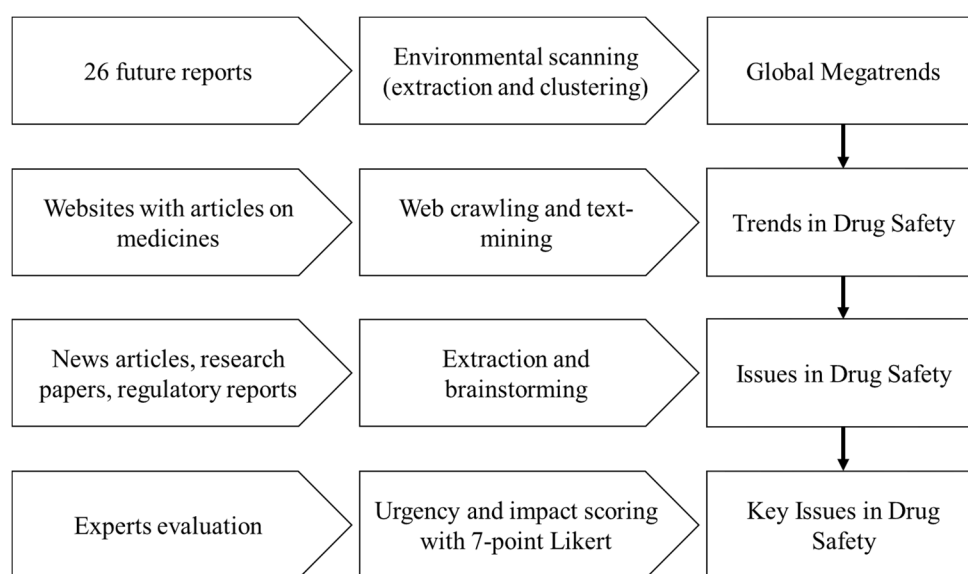 26 future reports
Environmental scanning
(extraction and clustering)
Global Megatrends
Websites with articles on
medicines
Web crawling and text-
mining
Trends in Drug Safety
News articles, research
papers, regulatory reports
Extraction and
brainstorming
Issues in Drug Safety
Experts evaluation
Urgency and impact scoring
with 7-point Likert
Key Issues in Drug
Safety